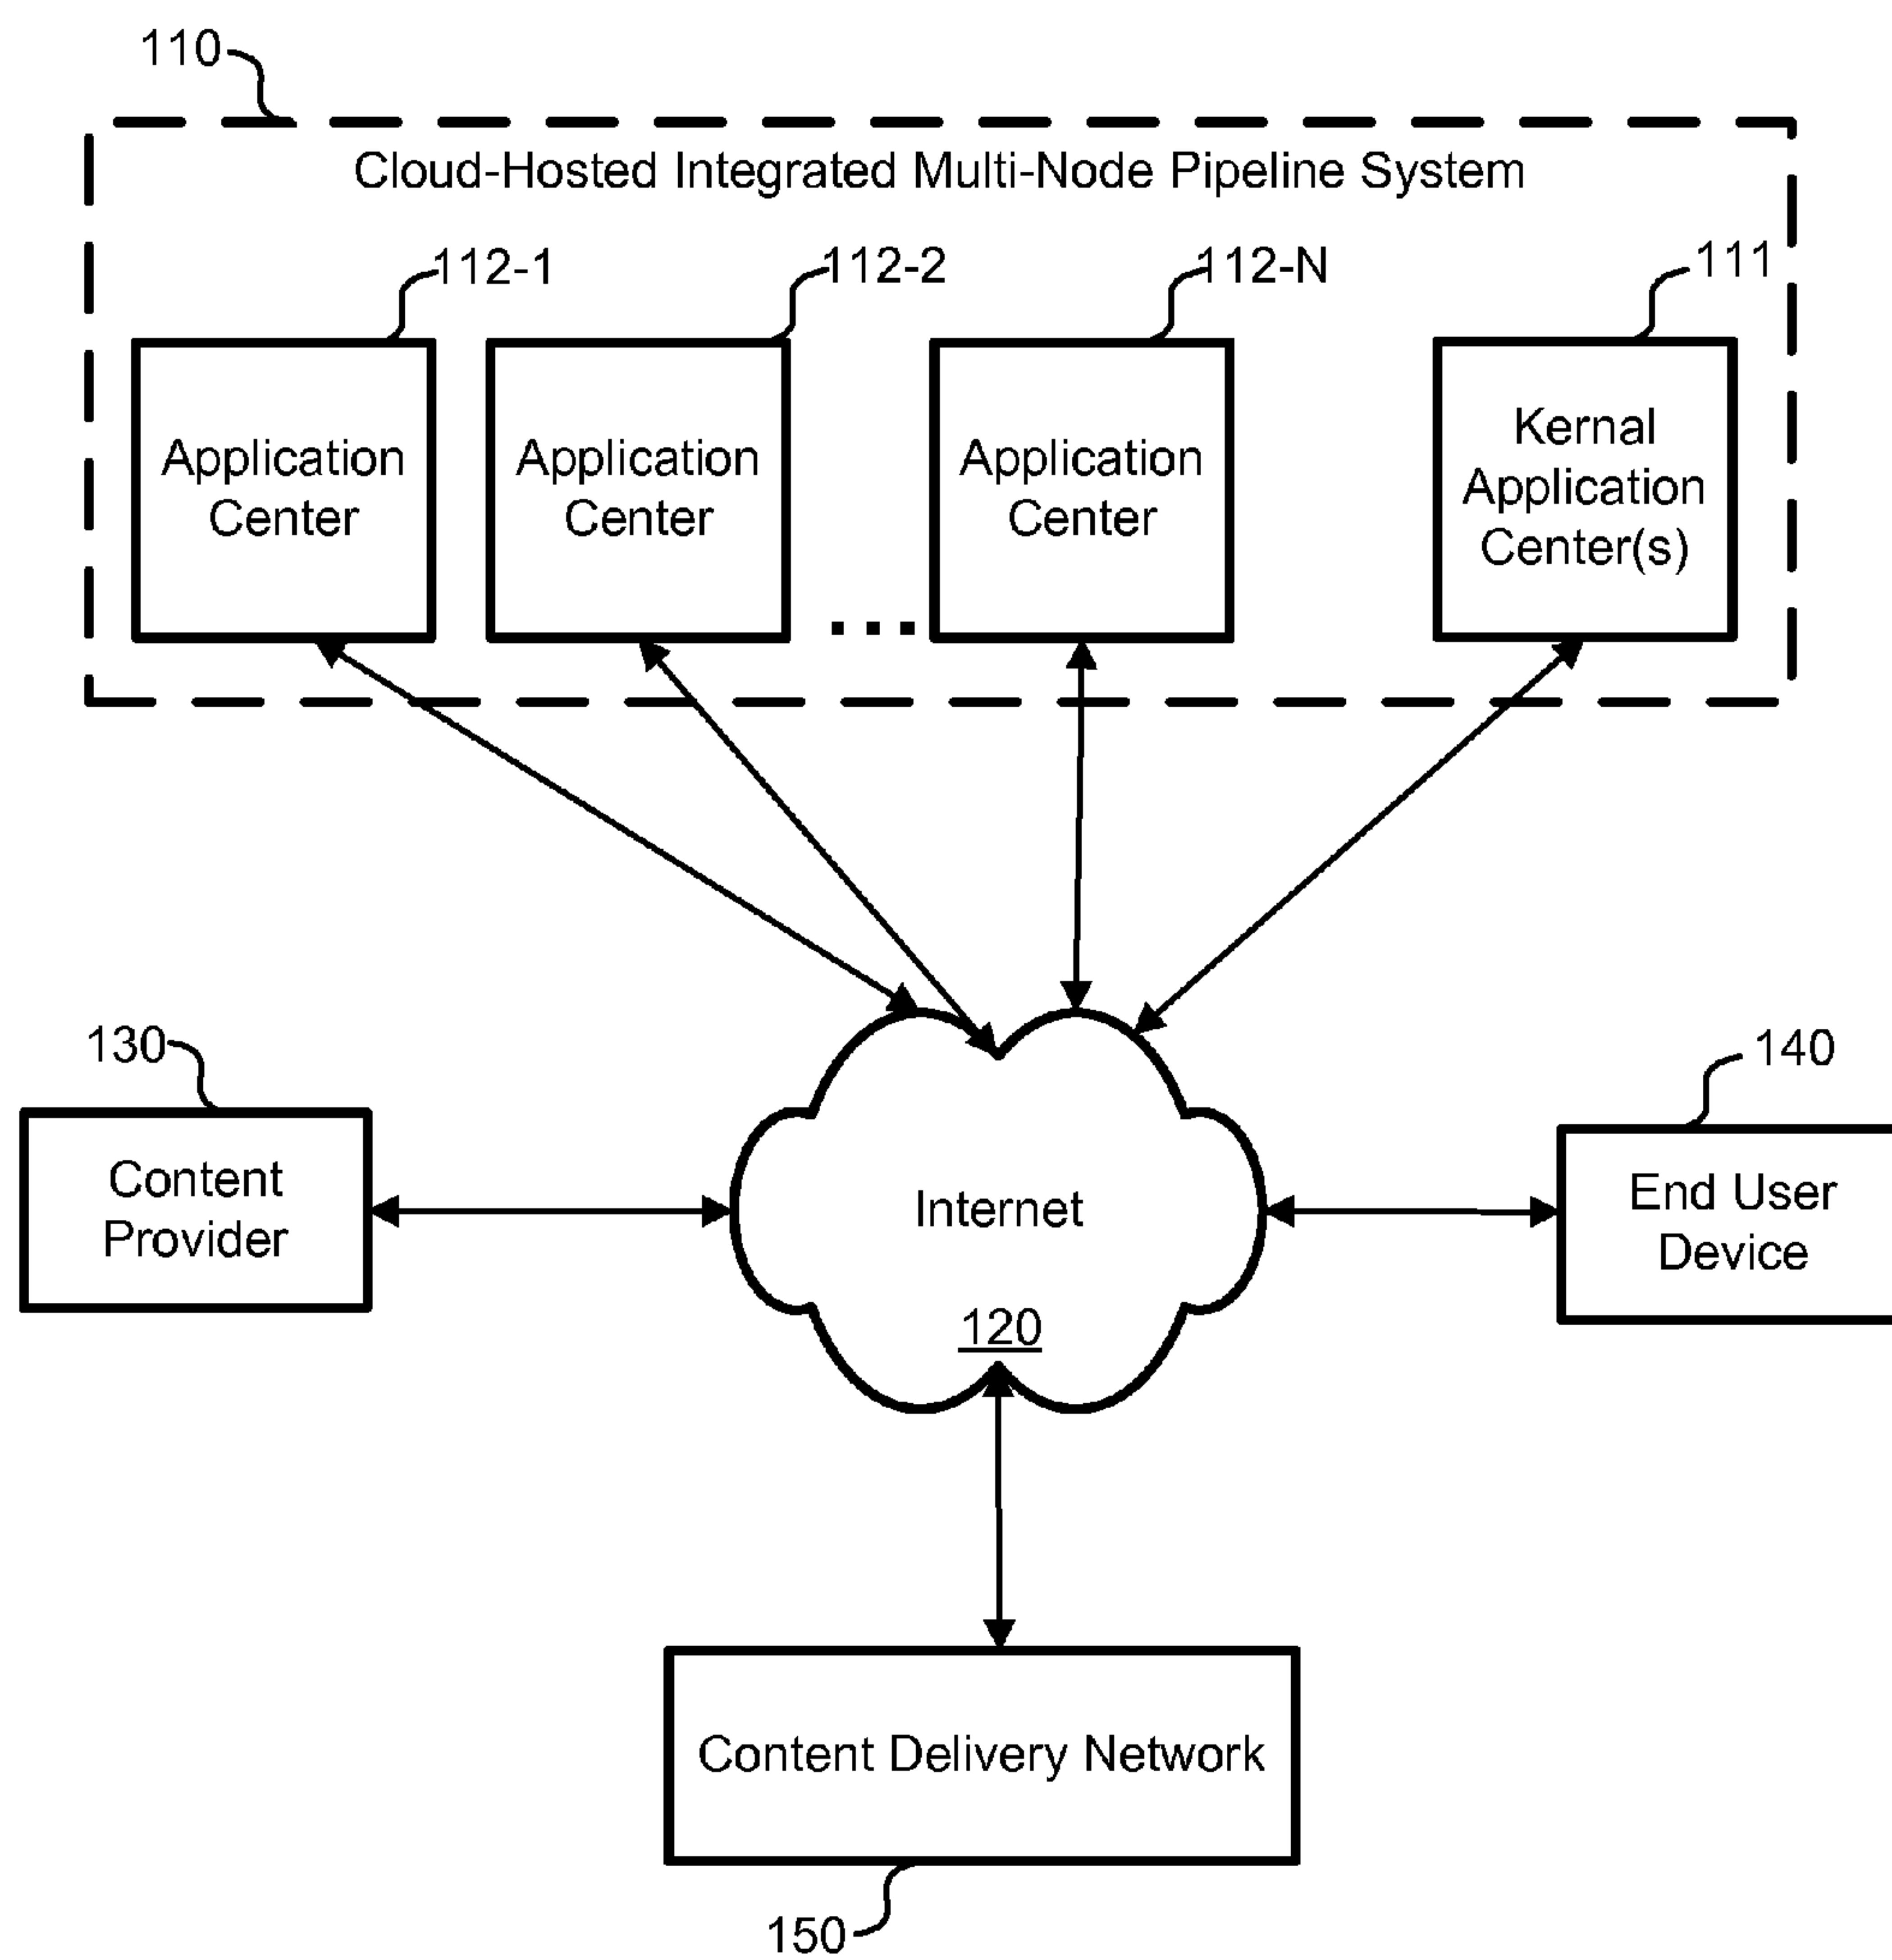 110
Cloud-Hosted Integrated Multi-Node Pipeline System
112-1
112-2
112-N
111
Application
Center
Application
Center
...
Application
Center
Kernal
Application
Center(s)
130
Content
Provider
Internet
120
140
End User
Device
Content Delivery Network
150